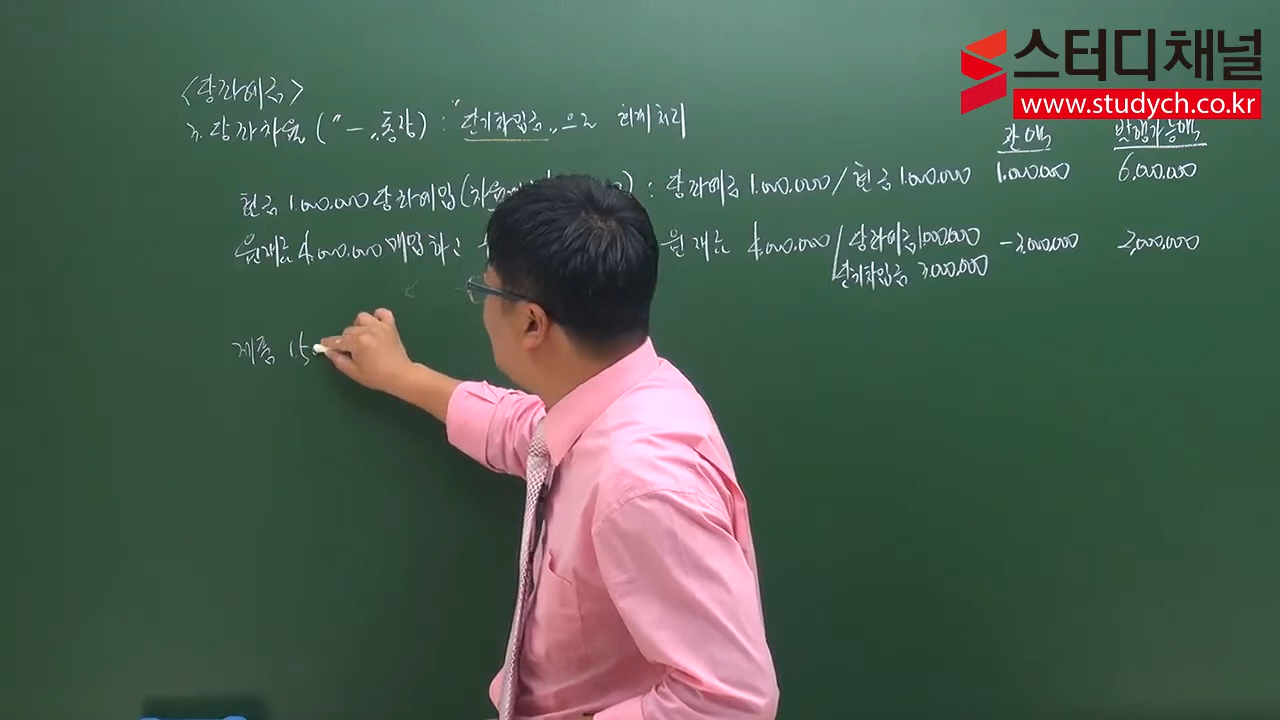 스터디채널
www.studych.co.kr
<당좌예금>
※ 당좌차월 ("-" 통장) : "단기차입금"으로 회계처리
잔액 발행가능액
현금 1,000,000 당좌예입 ( : 당좌예금 1,000,000 / 현금 1,000,000 1,000,000 6,000,000
원재료 4,000,000 매입하고 원재료 4,000,000 / 당좌예금 1,000,000 -3,000,000 2,000,000
단기차입금 3,000,000
제품 1,5